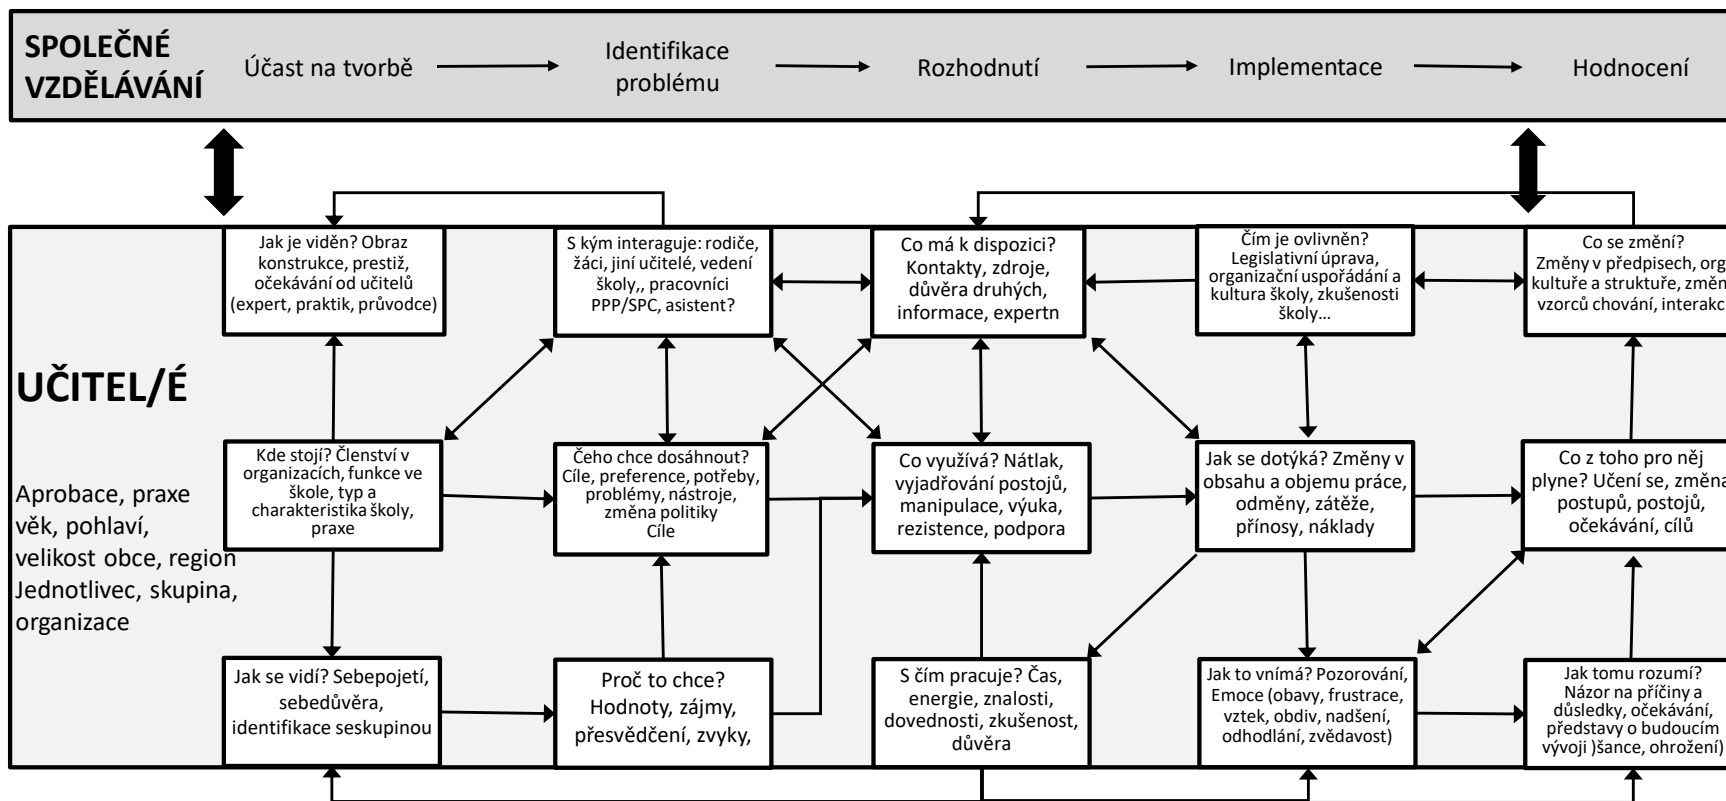 SPOLEČNÉ
VZDĚLÁVÁNÍ
Účast na tvorbě
Identifikace
problému
Rozhodnutí
Implementace
Hodnocení
Jak je viděn? Obraz
konstrukce, prestiž,
očekávání od učitelů
(expert, praktik, průvodce)
S kým interaguje: rodiče,
žáci, jiní učitelé, vedení
školy,, pracovníci
PPP/SPC, asistent?
Co má k dispozici?
Kontakty, zdroje,
důvěra druhých,
informace, expertn
Čím je ovlivněn?
Legislativní úprava,
organizační uspořádání a
kultura školy, zkušenosti
školy...
Co se změní?
Změny v předpisech, org
kultuře a struktuře, změn
vzorců chování, interakc
UČITEL/É
Aprobace, praxe
věk, pohlaví,
velikost obce, region
Jednotlivec, skupina,
organizace
Kde stojí? Členství v
organizacích, funkce ve
škole, typ a
charakteristika školy,
praxe
Čeho chce dosáhnout?
Cíle, preference, potřeby,
problémy, nástroje,
změna politiky
Cíle
Co využívá? Nátlak,
vyjadřování postojů,
manipulace, výuka,
rezistence, podpora
Jak se dotýká? Změny v
obsahu a objemu práce,
odměny, zátěže,
přínosy, náklady
Co z toho pro něj
plyne? Učení se, změna
postupů, postojů,
očekávání, cílů
Jak se vidí? Sebepojetí,
sebedůvěra,
identifikace seskupinou
Proč to chce?
Hodnoty, zájmy,
přesvědčení, zvyky,
S čím pracuje? Čas,
energie, znalosti,
dovednosti, zkušenost,
důvěra
Jak to vnímá? Pozorování,
Emoce (obavy, frustrace,
vztek, obdiv, nadšení,
odhodlání, zvědavost)
Jak tomu rozumí?
Názor na příčiny a
důsledky, očekávání,
představy o budoucím
vývoji )šance, ohrožení)